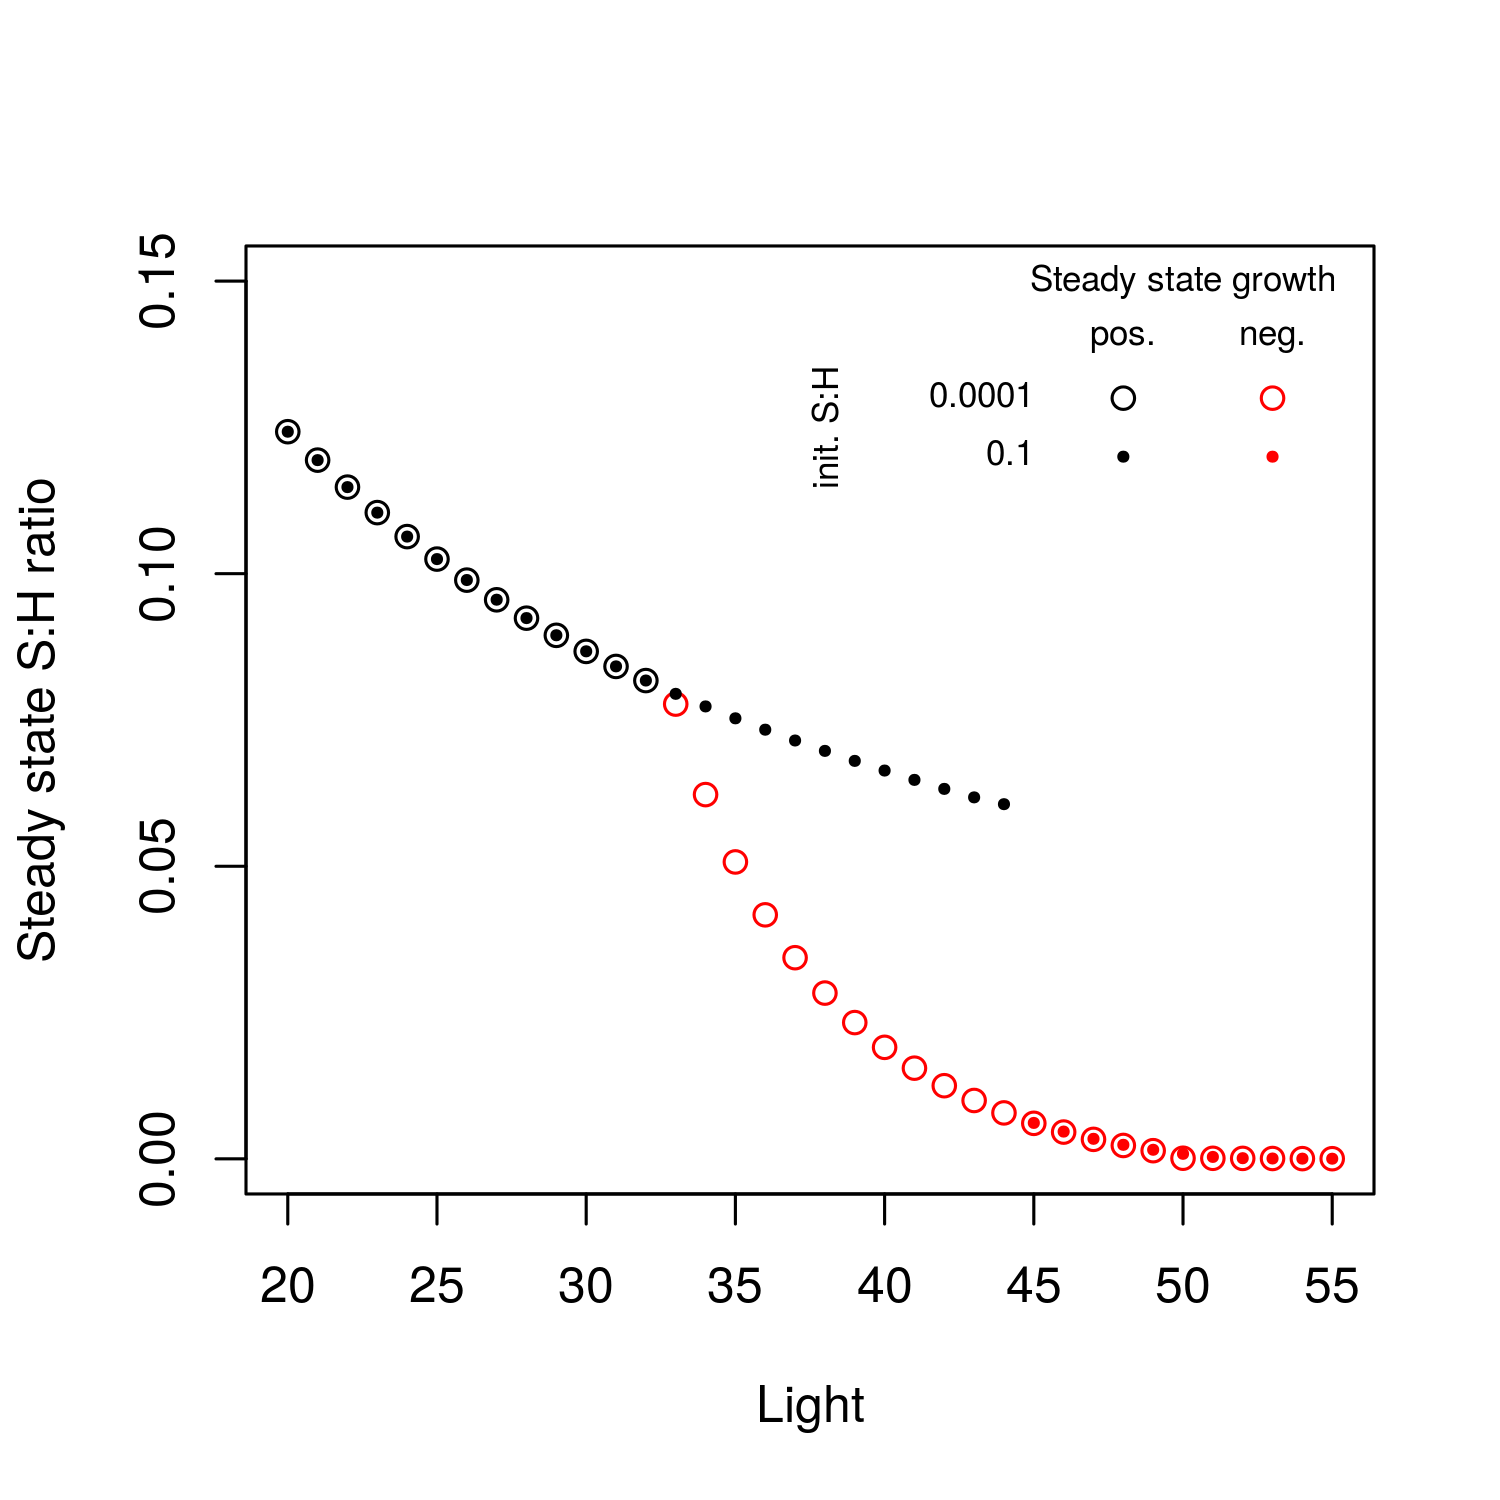 Steady state growth
pos. neg.
init. S:H
0.0001
0.1
Steady state S:H ratio
0.15
0.10
0.05
0.00
20 25 30 35 40 45 50 55
Light